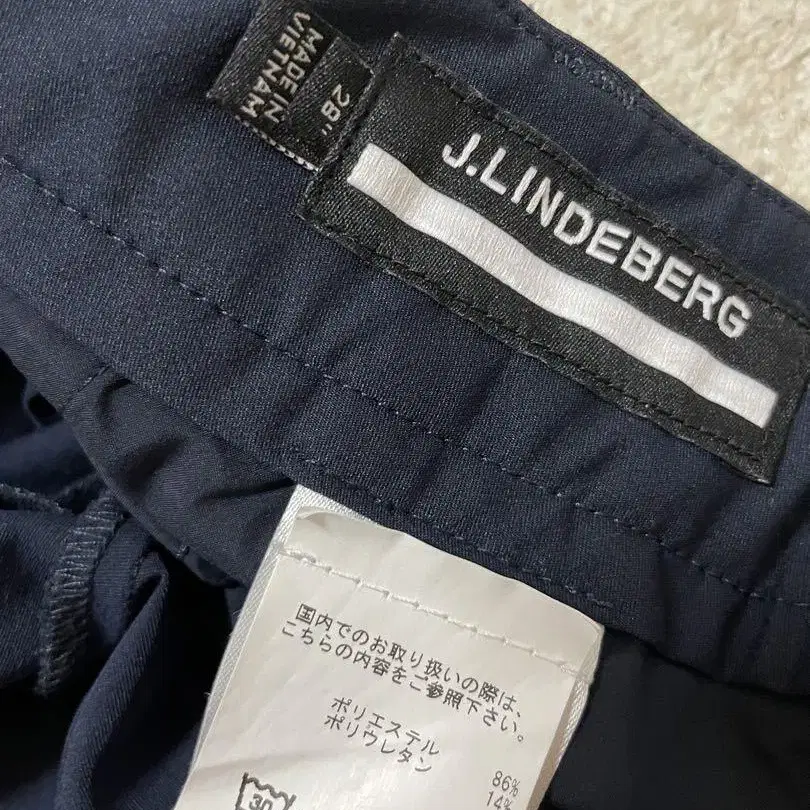 MADE IN
VIETNAM
28"
J.LINDEBERG
国内でのお取り扱いの際は、
こちらの内容をご参照下さい。
ポリエステル 86%
ポリウレタン 14%
30